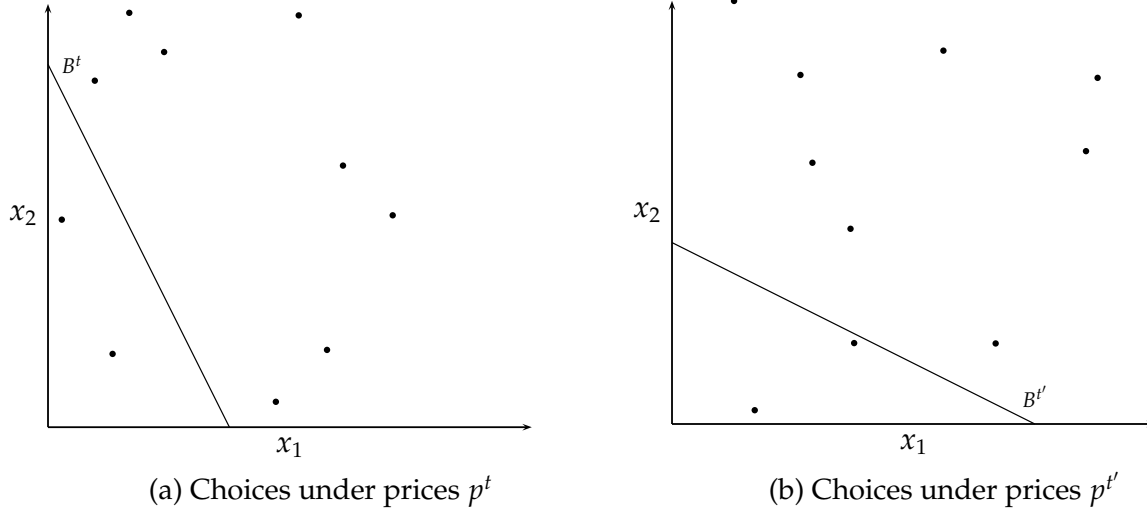 B^t
x_2
x_1
(a) Choices under prices p^t
x_2
B^{t'}
x_1
(b) Choices under prices p^{t'}